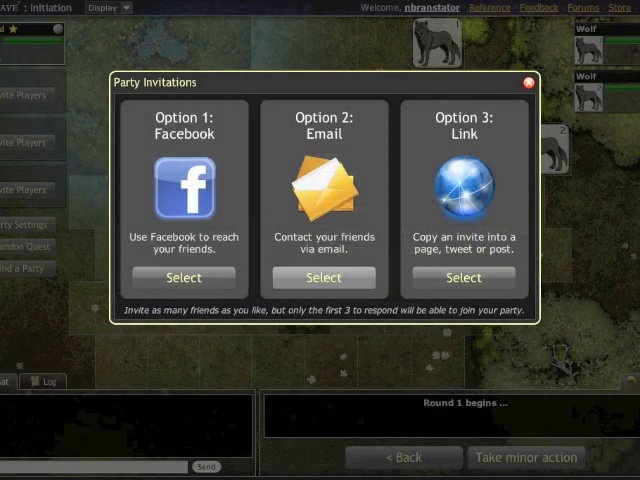 : Initiation
Display
Welcome, nbranstator · Reference · Feedback · Forums · Store
1
Wolf
Wolf
2
Party Invitations
Option 1:
Facebook
Use Facebook to reach
your friends.
Select
Option 2:
Email
Contact your friends
via email.
Select
Option 3:
Link
Copy an invite into a
page, tweet or post.
Select
Invite as many friends as you like, but only the first 3 to respond will be able to join your party.
vite Players
vite Players
vite Players
rty Settings
andon Quest
nd a Party
hat
Log
Send
Round 1 begins ...
< Back
Take minor action